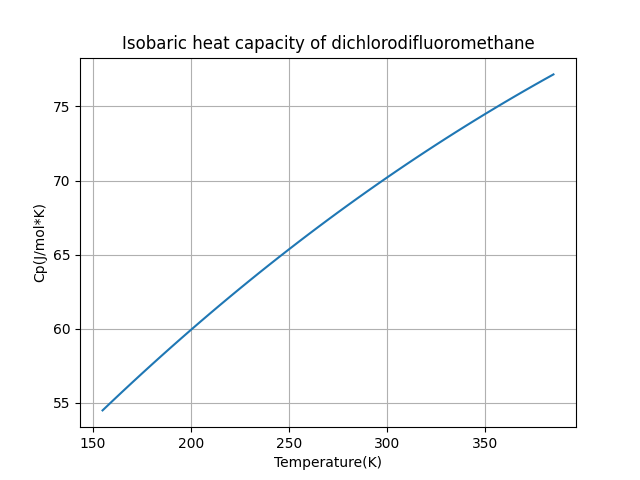 Isobaric heat capacity of dichlorodifluoromethane
75
70
65
60
55
Cp(J/mol*K)
150 200 250 300 350
Temperature(K)